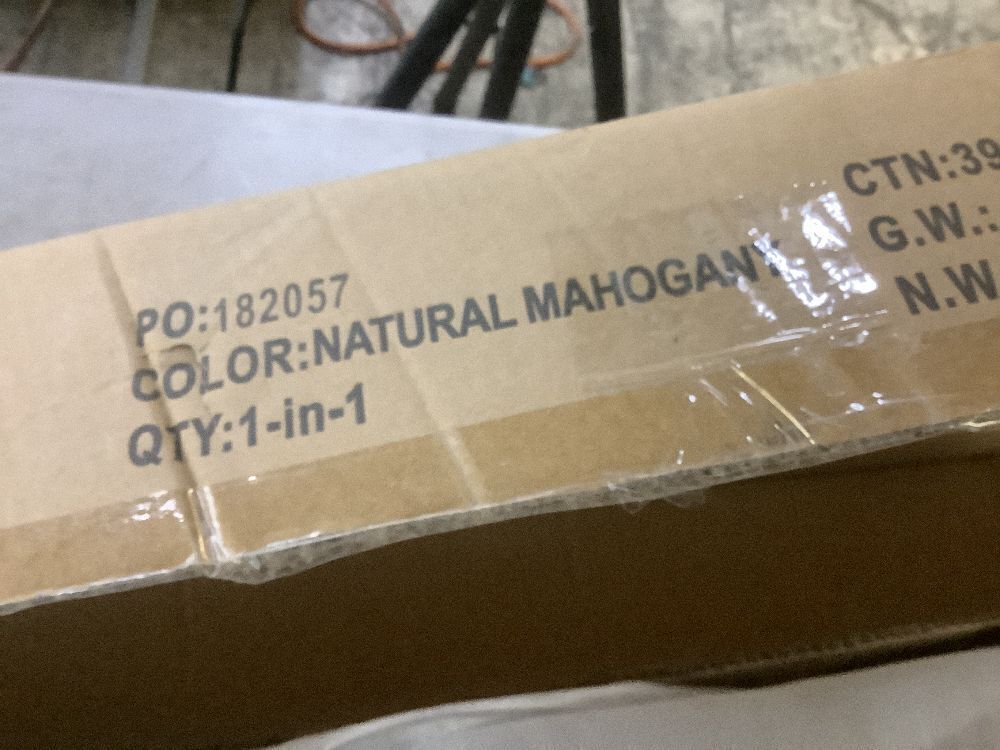 PO:182057
COLOR:NATURAL MAHOGANY
QTY:1-in-1
CTN:39
G.W.:
N.W